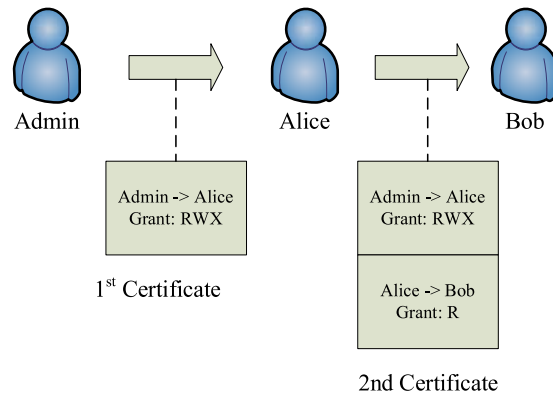 Admin
Alice
Bob
Admin -> Alice
Grant: RWX
1st Certificate
Admin -> Alice
Grant: RWX
Alice -> Bob
Grant: R
2nd Certificate